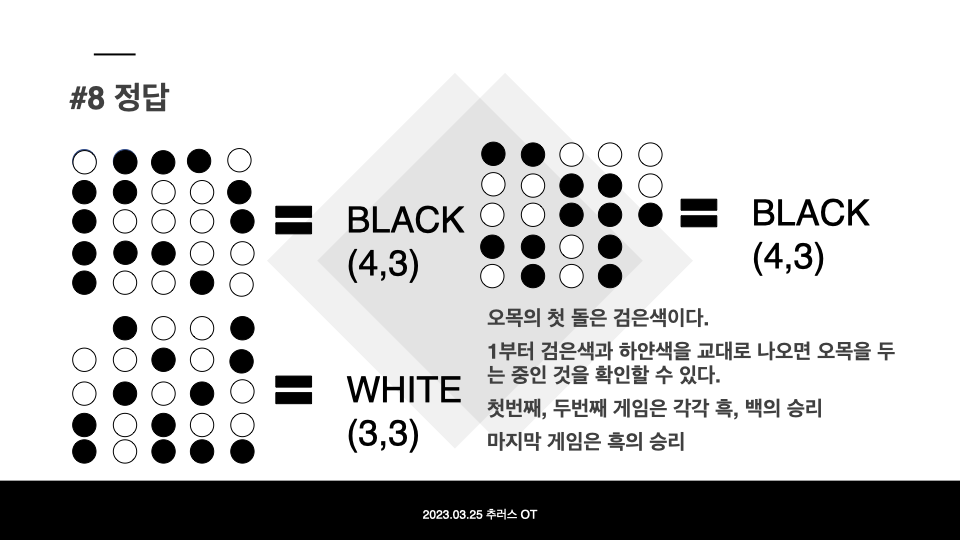 #8 정답
= BLACK
(4,3)
= WHITE
(3,3)
= BLACK
(4,3)
오목의 첫 돌은 검은색이다.
1부터 검은색과 하얀색을 교대로 나오면 오목을 두
는 중인 것을 확인할 수 있다.
첫번째, 두번째 게임은 각각 흑, 백의 승리
마지막 게임은 흑의 승리
2023.03.25 추러스 OT